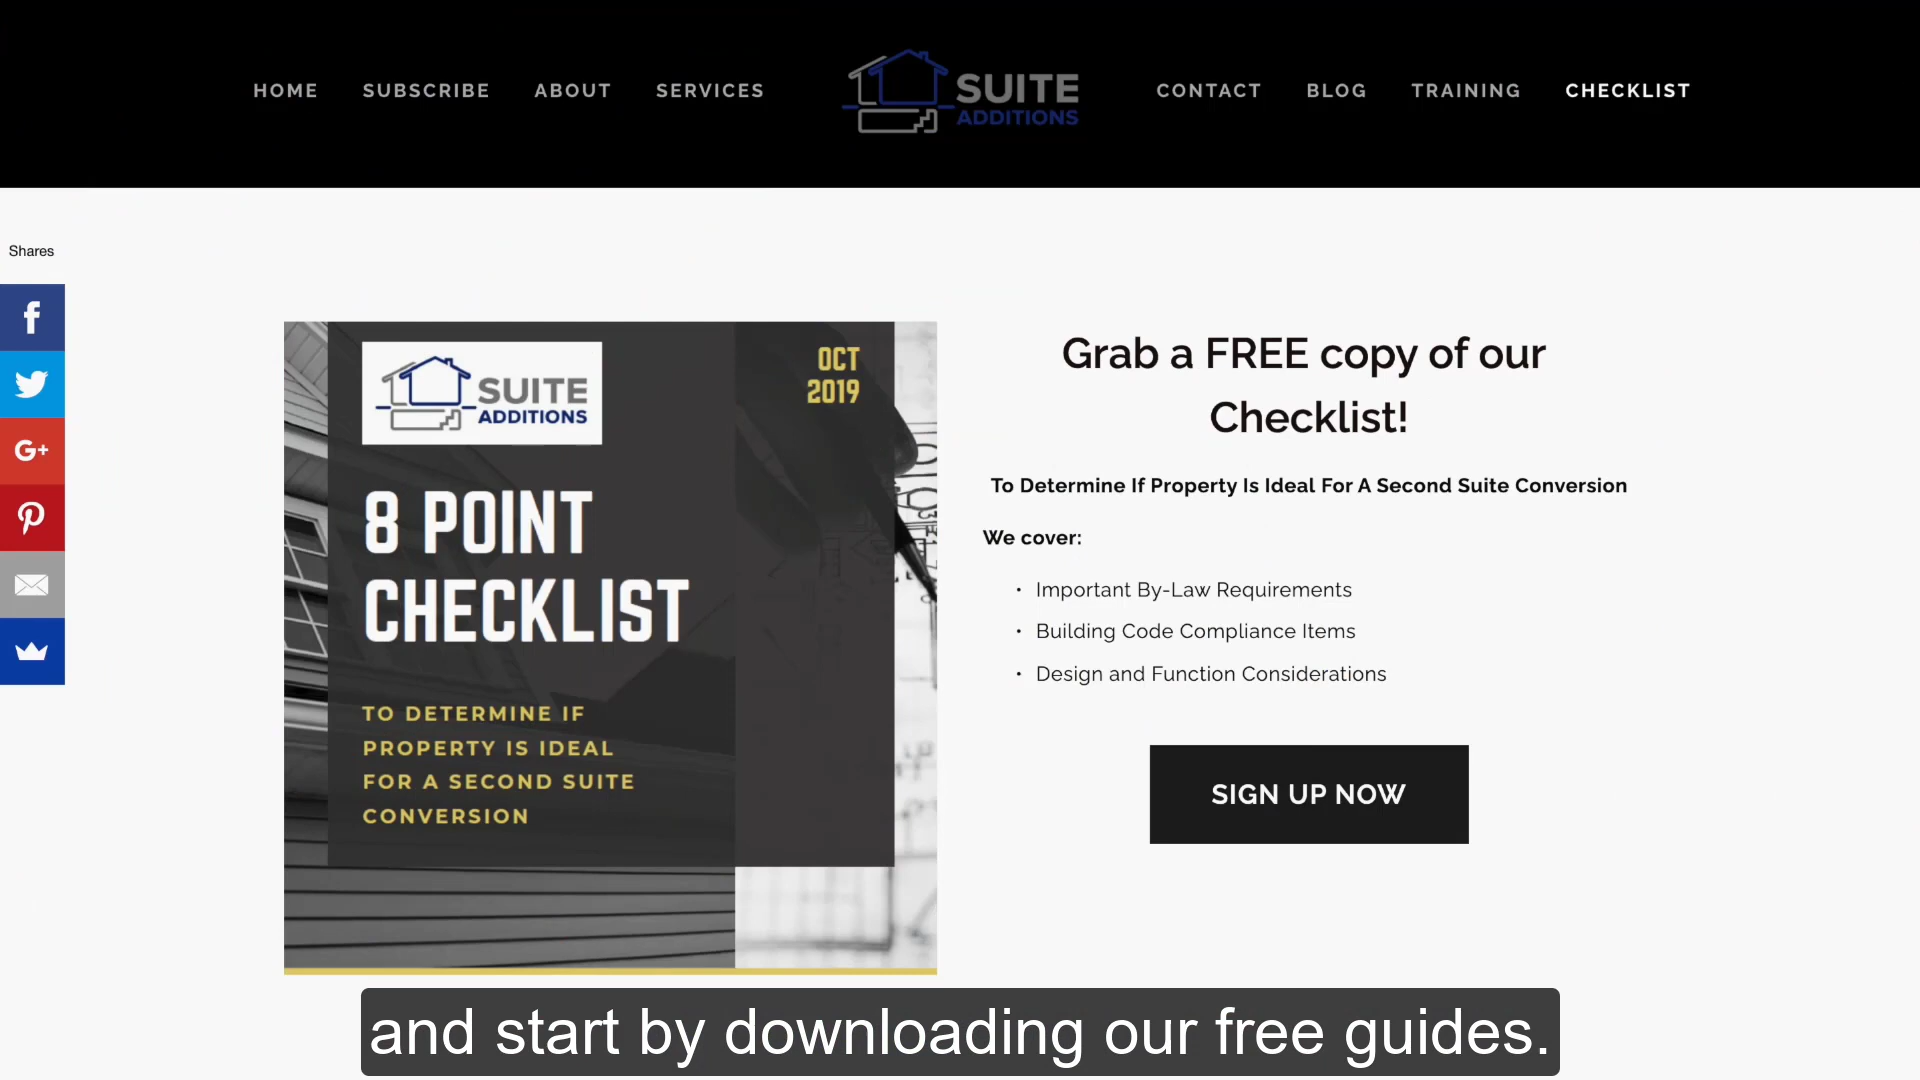 HOME SUBSCRIBE ABOUT SERVICES SUITE ADDITIONS CONTACT BLOG TRAINING CHECKLIST
Shares
G+
SUITE
ADDITIONS
OCT
2019
8 POINT
CHECKLIST
TO DETERMINE IF
PROPERTY IS IDEAL
FOR A SECOND SUITE
CONVERSION
Grab a FREE copy of our
Checklist!
To Determine If Property Is Ideal For A Second Suite Conversion
We cover:
• Important By-Law Requirements
• Building Code Compliance Items
• Design and Function Considerations
SIGN UP NOW
and start by downloading our free guides.